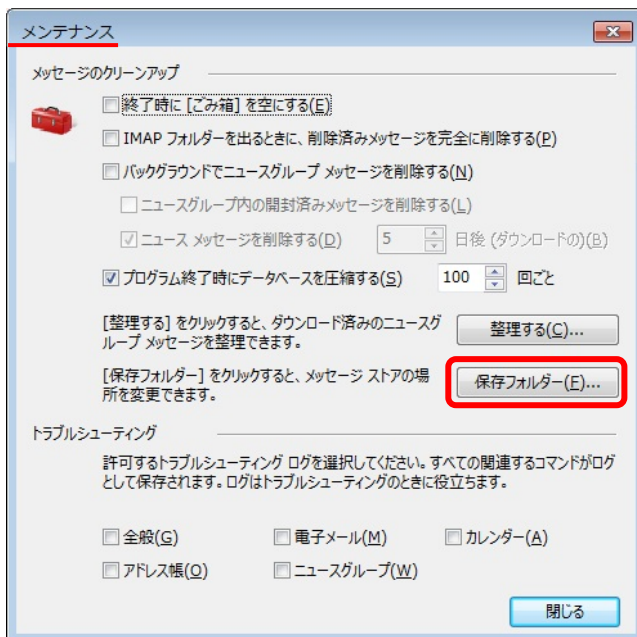 メンテナンス
メッセージのクリーンアップ
終了時に [ごみ箱] を空にする(E)
IMAP フォルダーを出るときに、削除済みメッセージを完全に削除する(P)
バックグラウンドでニュースグループ メッセージを削除する(N)
ニュースグループ内の開封済みメッセージを削除する(L)
ニュース メッセージを削除する(D) 5 日後 (ダウンロードの)(B)
プログラム終了時にデータベースを圧縮する(S) 100 回ごと
[整理する] をクリックすると、ダウンロード済みのニュースグ
ループ メッセージを整理できます。
整理する(C)...
[保存フォルダー] をクリックすると、メッセージ ストアの場
所を変更できます。
保存フォルダー(F)...
トラブルシューティング
許可するトラブルシューティング ログを選択してください。すべての関連するコマンドがログ
として保存されます。ログはトラブルシューティングのときに役立ちます。
全般(G) 電子メール(M) カレンダー(A)
アドレス帳(O) ニュースグループ(W)
閉じる